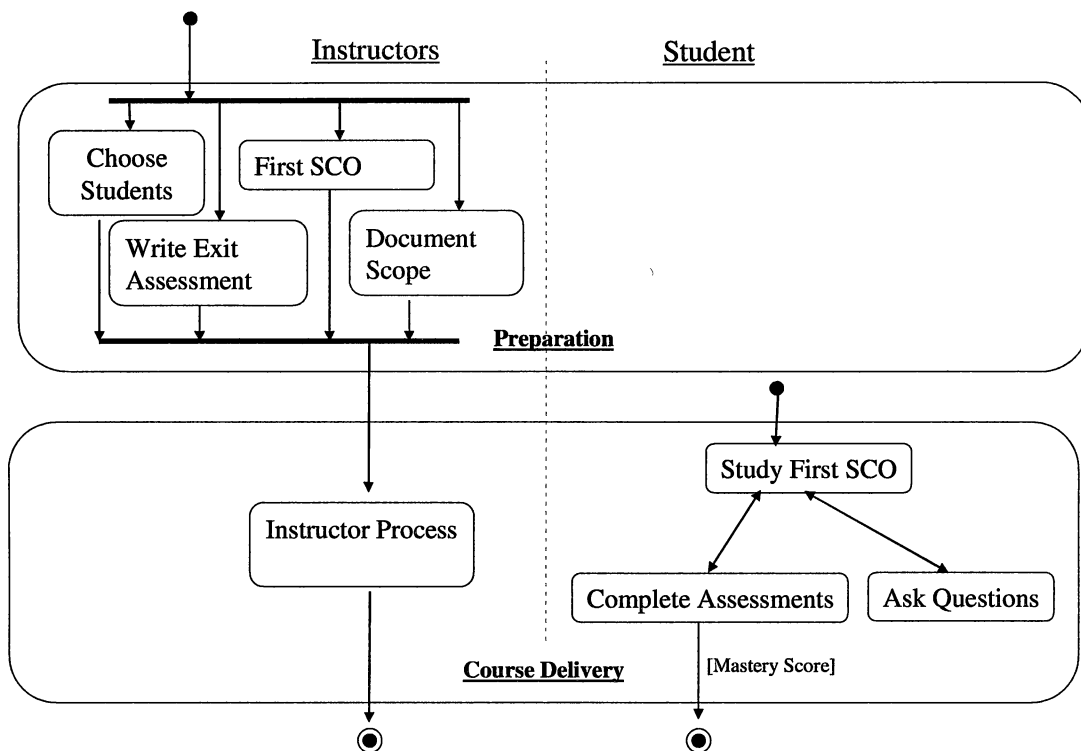 Instructors
Student
Choose
Students
First SCO
Write Exit
Assessment
Document
Scope
Preparation
Study First SCO
Instructor Process
Complete Assessments
Ask Questions
Course Delivery
[Mastery Score]